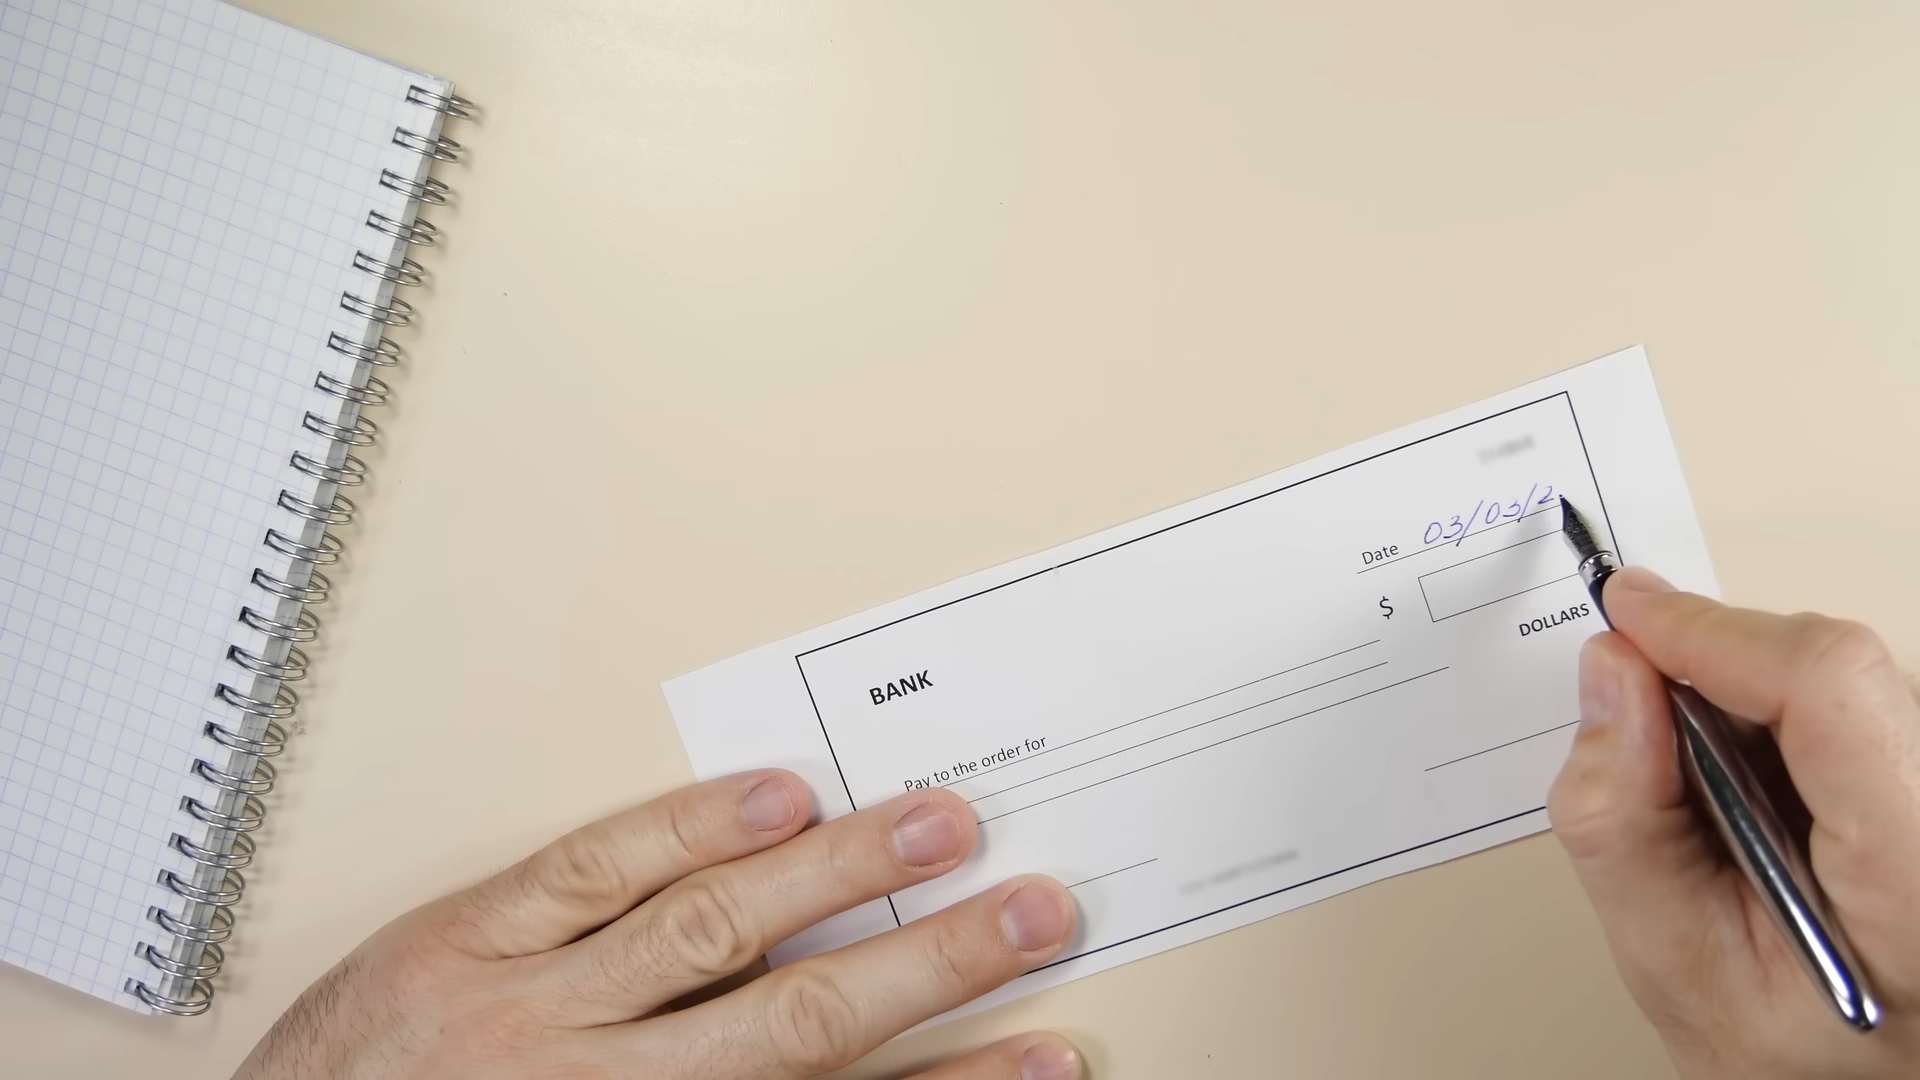 Date 03/03/2
$
DOLLARS
BANK
Pay to the order for